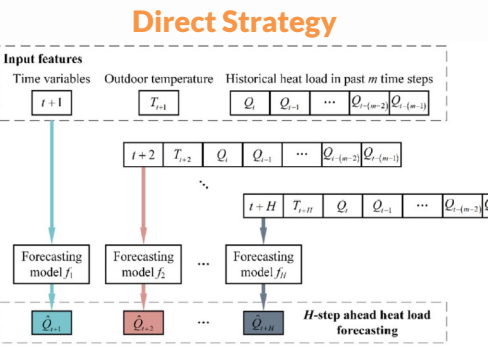 Direct Strategy
Input features
Time variables Outdoor temperature Historical heat load in past m time steps
t+1 T_{t+1} Q_t Q_{t−1} ... Q_{t−(m−2)} Q_{t−(m−1)}
t+2 T_{t+2} Q_t Q_{t−1} ... Q_{t−(m−2)} Q_{t−(m−1)}
⋱
t+H T_{t+H} Q_t Q_{t−1} ... Q_{t−(m−2)}
Forecasting model f_1
Forecasting model f_2
...
Forecasting model f_H
Q̂_{t+1} Q̂_{t+2} ... Q̂_{t+H}
H-step ahead heat load
forecasting